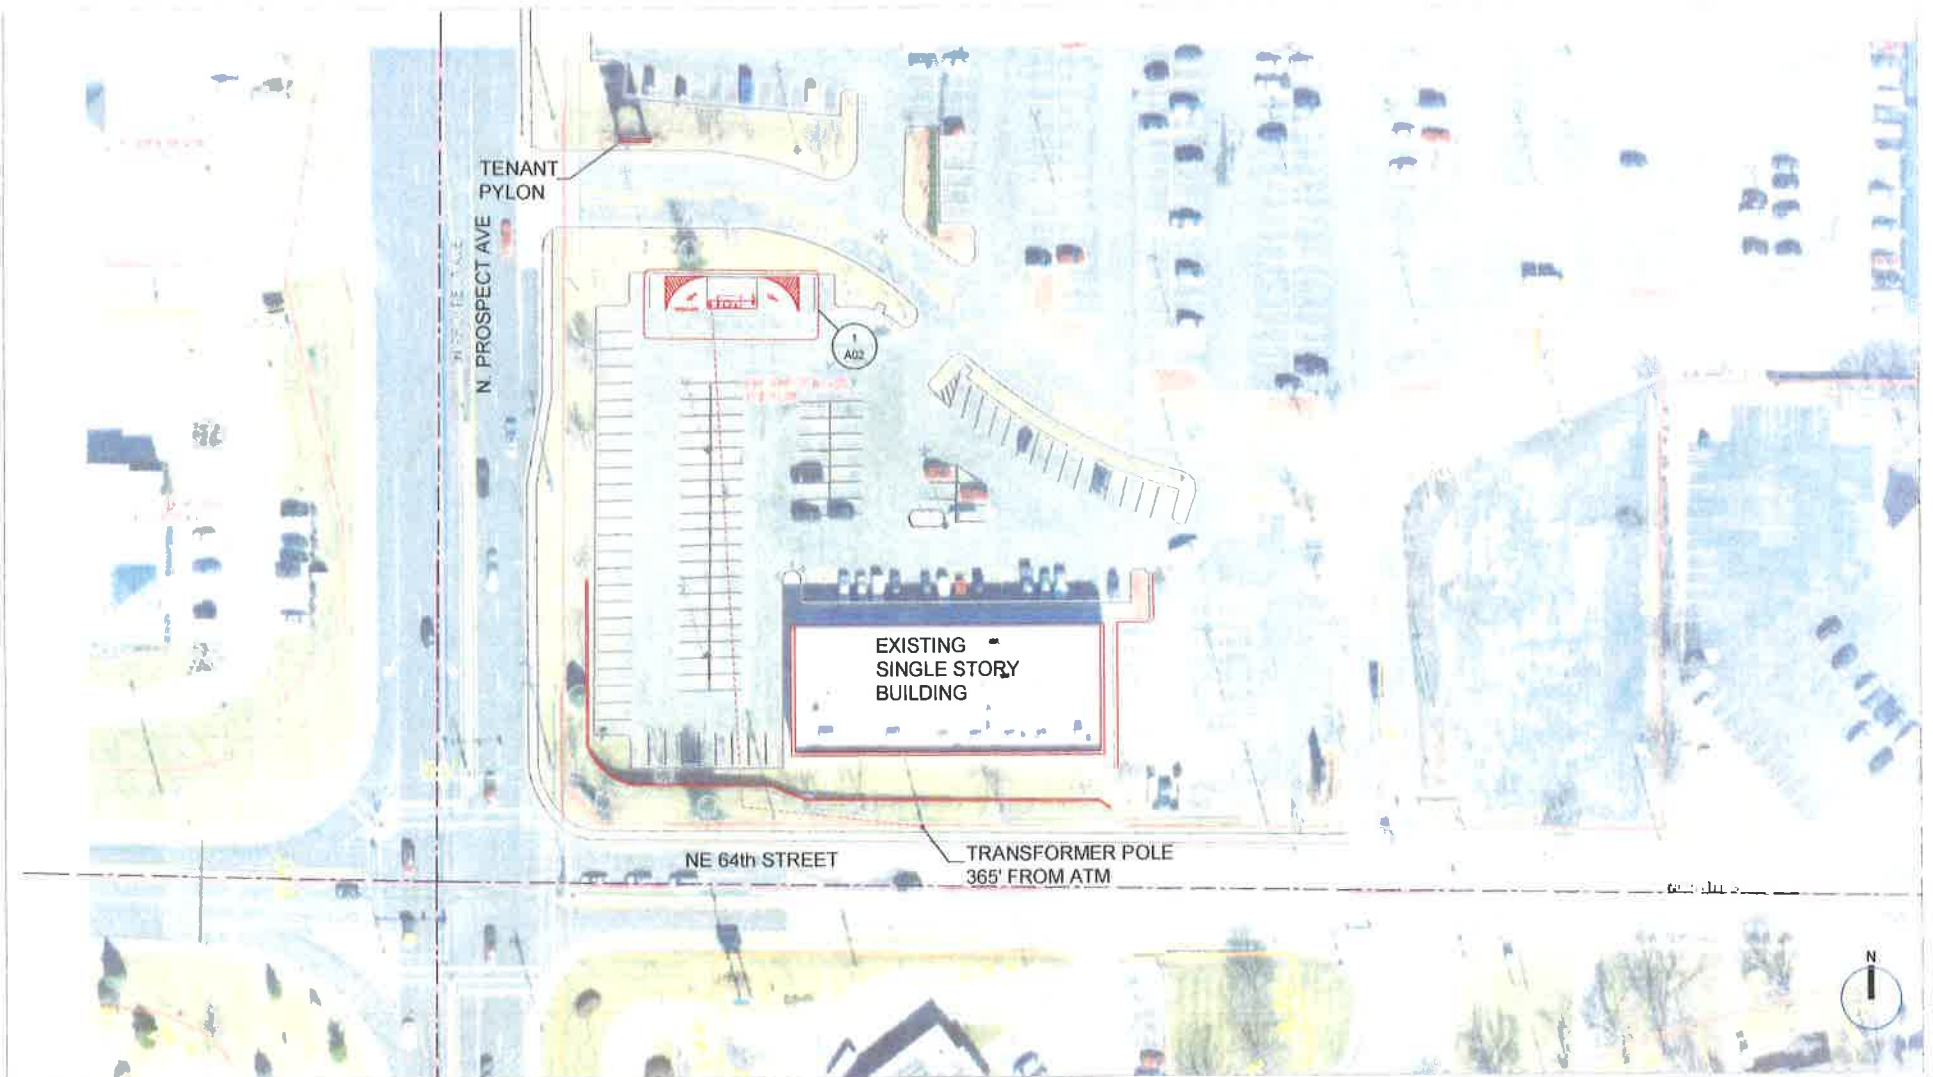 TENANT
PYLON
N. PROSPECT AVE
1
A02
EXISTING
SINGLE STORY
BUILDING
NE 64th STREET
TRANSFORMER POLE
365' FROM ATM
N